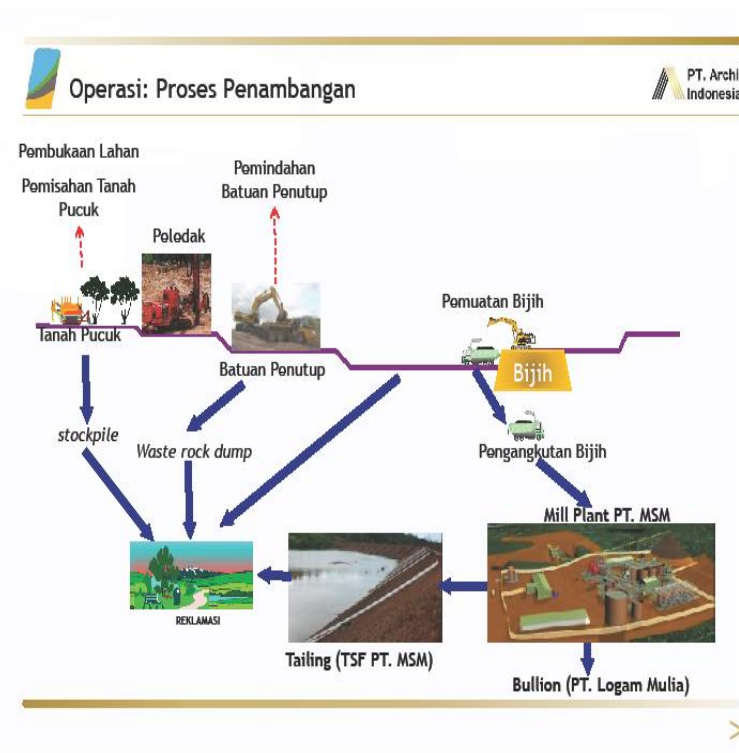 Operasi: Proses Penambangan
PT. Archi
Indonesia
Pembukaan Lahan
Pemisahan Tanah
Pucuk
Pemindahan
Batuan Penutup
Peledak
Pemuatan Bijih
Tanah Pucuk
Batuan Penutup
Bijih
stockpile
Waste rock dump
Pengangkutan Bijih
Mill Plant PT. MSM
REKLAMASI
Tailing (TSF PT. MSM)
Bullion (PT. Logam Mulia)